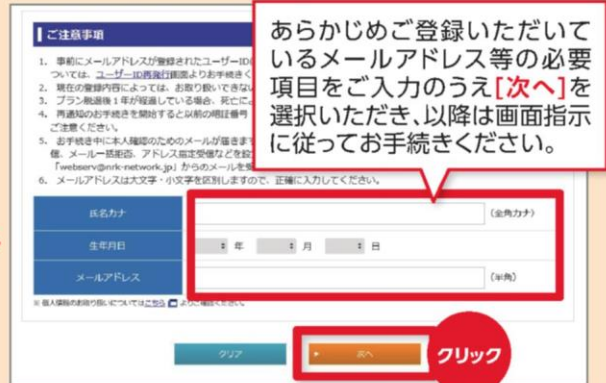 ご注意事項
あらかじめご登録いただいて
いるメールアドレス等の必要
項目をご入力のうえ[次へ]を
選択いただき、以降は画面指示
に従ってお手続きください。
1. 事前にメールアドレスが登録されたユーザーID
ついては、ユーザーID再発行画面よりお手続きく
2. 現在の登録内容によっては、お取り扱いできな
3. プラン脱退後1年が経過している場合、死亡に
4. 再通知のお手続きを開始すると以前の暗証番号
ご注意ください。
5. お手続き中に本人確認のためのメールが届きます
信、メール一括拒否、アドレス指定受信などを設
「webserv@nrk-network.jp」からのメールを受
6. メールアドレスは大文字・小文字を区別しますので、正確に入力してください。
氏名カナ
(全角カナ)
生年月日
年 月 日
メールアドレス
(半角)
※ 個人情報のお取り扱いについてはこちら よりご確認ください。
クリア
次へ
クリック